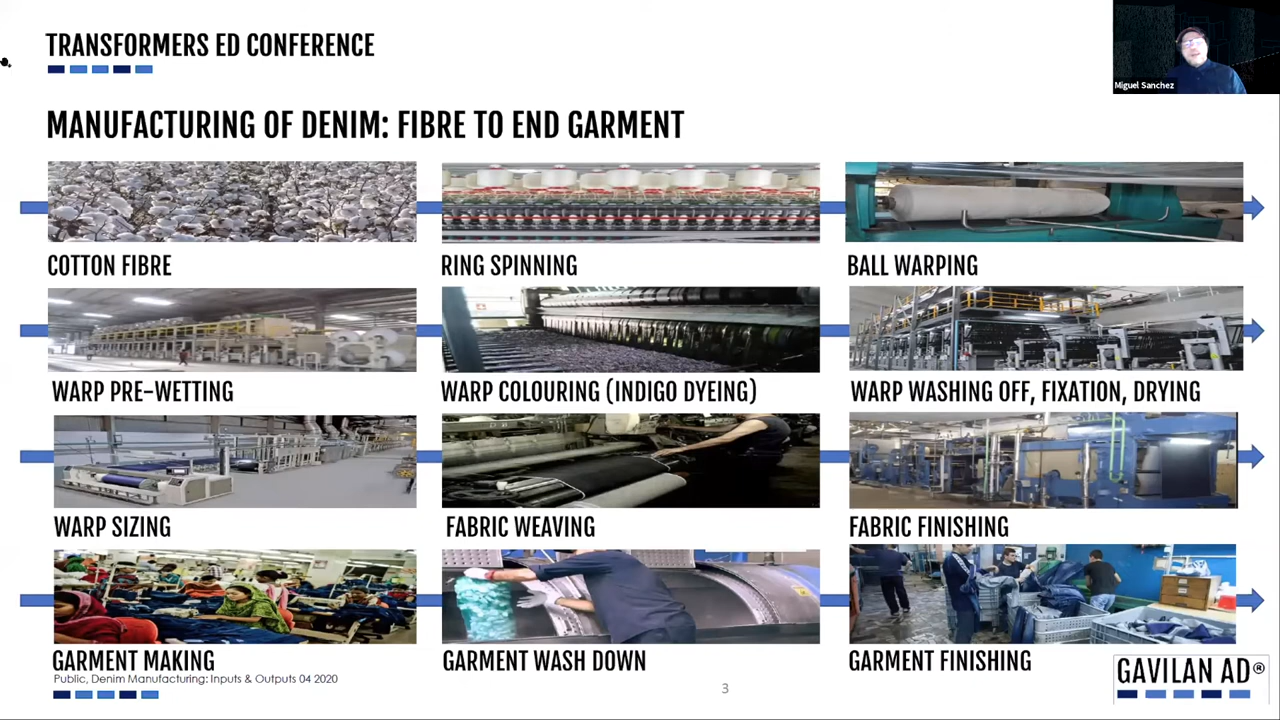 TRANSFORMERS ED CONFERENCE
Miguel Sanchez
MANUFACTURING OF DENIM: FIBRE TO END GARMENT
COTTON FIBRE
RING SPINNING
BALL WARPING
WARP PRE-WETTING
WARP COLOURING (INDIGO DYEING)
WARP WASHING OFF, FIXATION, DRYING
WARP SIZING
FABRIC WEAVING
FABRIC FINISHING
GARMENT MAKING
GARMENT WASH DOWN
GARMENT FINISHING
Public, Denim Manufacturing: Inputs & Outputs 04 2020
3
GAVILAN AD®